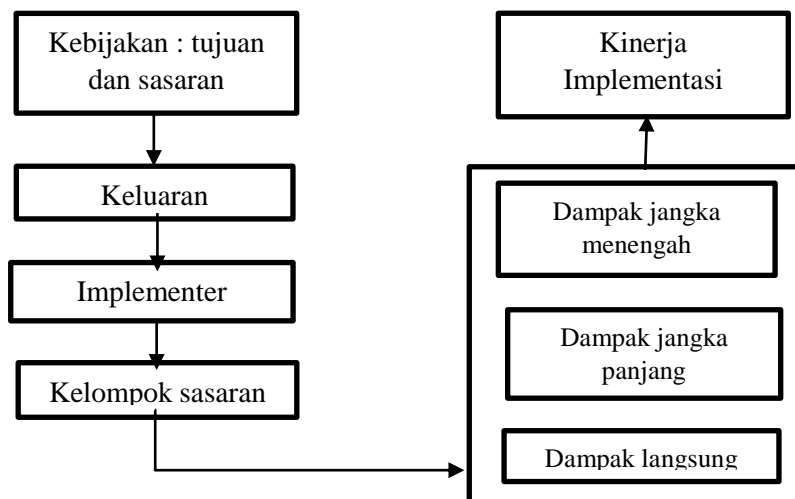 Kebijakan : tujuan
dan sasaran
Keluaran
Implementer
Kelompok sasaran
Kinerja
Implementasi
Dampak jangka
menengah
Dampak jangka
panjang
Dampak langsung